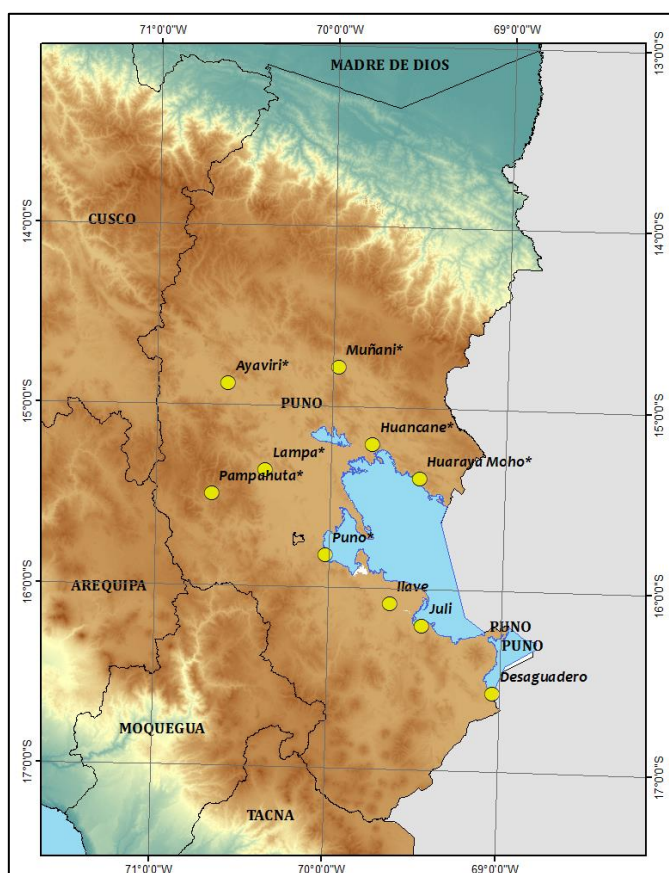 71°0'0"W
70°0'0"W
69°0'0"W
13°0'0"S
MADRE DE DIOS
CUSCO
14°0'0"S
14°0'0"S
Muñani*
Ayaviri*
PUNO
15°0'0"S
15°0'0"S
Huancane*
Lampa*
Huaraya Moho*
Pampahuta*
Puno*
AREQUIPA
16°0'0"S
16°0'0"S
Ilave
Juli
PUNO
PUNO
Desaguadero
MOQUEGUA
17°0'0"S
17°0'0"S
TACNA
71°0'0"W
70°0'0"W
69°0'0"W